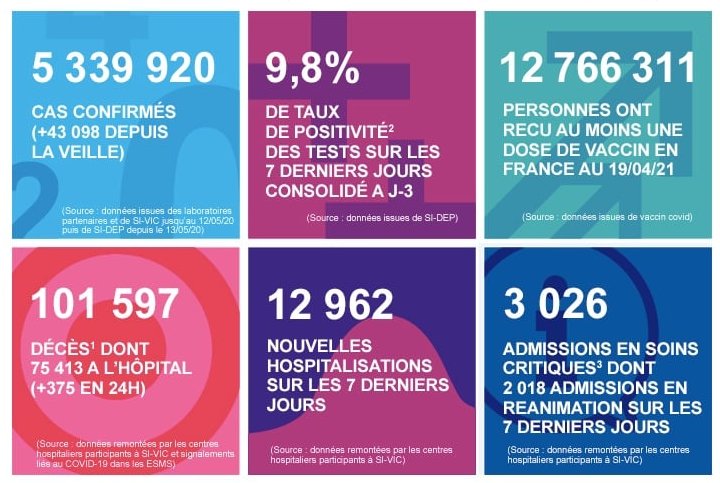 5 339 920
CAS CONFIRMÉS
(+43 098 DEPUIS
LA VEILLE)
(Source : données issues des laboratoires
partenaires et de SI-VIC jusqu'au 12/05/20
puis de SI-DEP depuis le 13/05/20)
9,8%
DE TAUX
DE POSITIVITÉ²
DES TESTS SUR LES
7 DERNIERS JOURS
CONSOLIDÉ A J-3
(Source : données issues de SI-DEP)
12 766 311
PERSONNES ONT
RECU AU MOINS UNE
DOSE DE VACCIN EN
FRANCE AU 19/04/21
(Source : données issues de vaccin covid)
101 597
DÉCÈS¹ DONT
75 413 A L'HÔPITAL
(+375 EN 24H)
(Source : données remontées par les centres
hospitaliers participants à SI-VIC et signalements
liés au COVID-19 dans les ESMS)
12 962
NOUVELLES
HOSPITALISATIONS
SUR LES 7 DERNIERS
JOURS
(Source : données remontées par les centres
hospitaliers participants à SI-VIC)
3 026
ADMISSIONS EN SOINS
CRITIQUES³ DONT
2 018 ADMISSIONS EN
REANIMATION SUR LES
7 DERNIERS JOURS
(Source : données remontées par les centres
hospitaliers participants à SI-VIC)